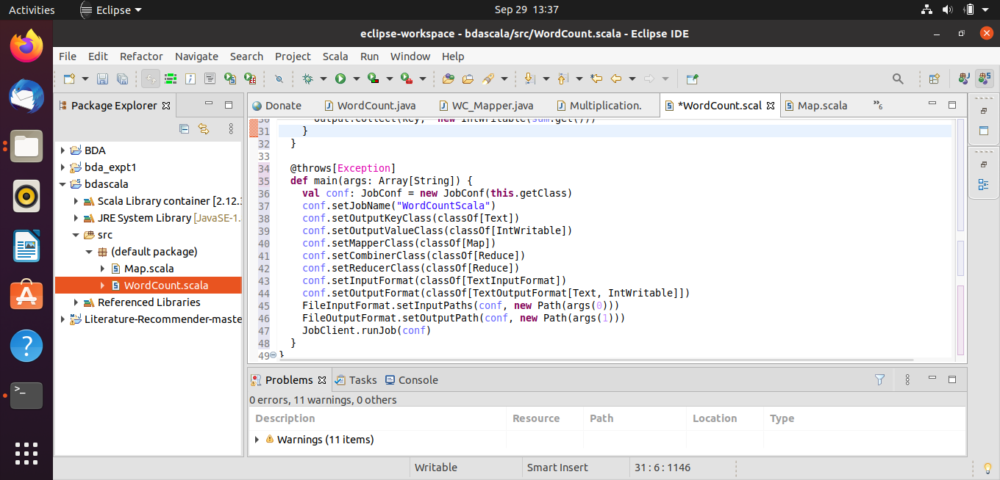 Activities Eclipse Sep 29 13:37
eclipse-workspace - bdascala/src/WordCount.scala - Eclipse IDE
File Edit Refactor Navigate Search Project Scala Run Window Help
Package Explorer
BDA
bda_expt1
bdascala
Scala Library container [2.12.
JRE System Library [JavaSE-1.
src
(default package)
Map.scala
WordCount.scala
Referenced Libraries
Literature-Recommender-maste
Donate WordCount.java WC_Mapper.java Multiplication. *WordCount.scal Map.scala »6
30 output.collect(key, new IntWritable(sum.get()))
31 }
32 }
33
34 @throws[Exception]
35 def main(args: Array[String]) {
36 val conf: JobConf = new JobConf(this.getClass)
37 conf.setJobName("WordCountScala")
38 conf.setOutputKeyClass(classOf[Text])
39 conf.setOutputValueClass(classOf[IntWritable])
40 conf.setMapperClass(classOf[Map])
41 conf.setCombinerClass(classOf[Reduce])
42 conf.setReducerClass(classOf[Reduce])
43 conf.setInputFormat(classOf[TextInputFormat])
44 conf.setOutputFormat(classOf[TextOutputFormat[Text, IntWritable]])
45 FileInputFormat.setInputPaths(conf, new Path(args(0)))
46 FileOutputFormat.setOutputPath(conf, new Path(args(1)))
47 JobClient.runJob(conf)
48 }
49 }
Problems Tasks Console
0 errors, 11 warnings, 0 others
Description Resource Path Location Type
Warnings (11 items)
Writable Smart Insert 31 : 6 : 1146